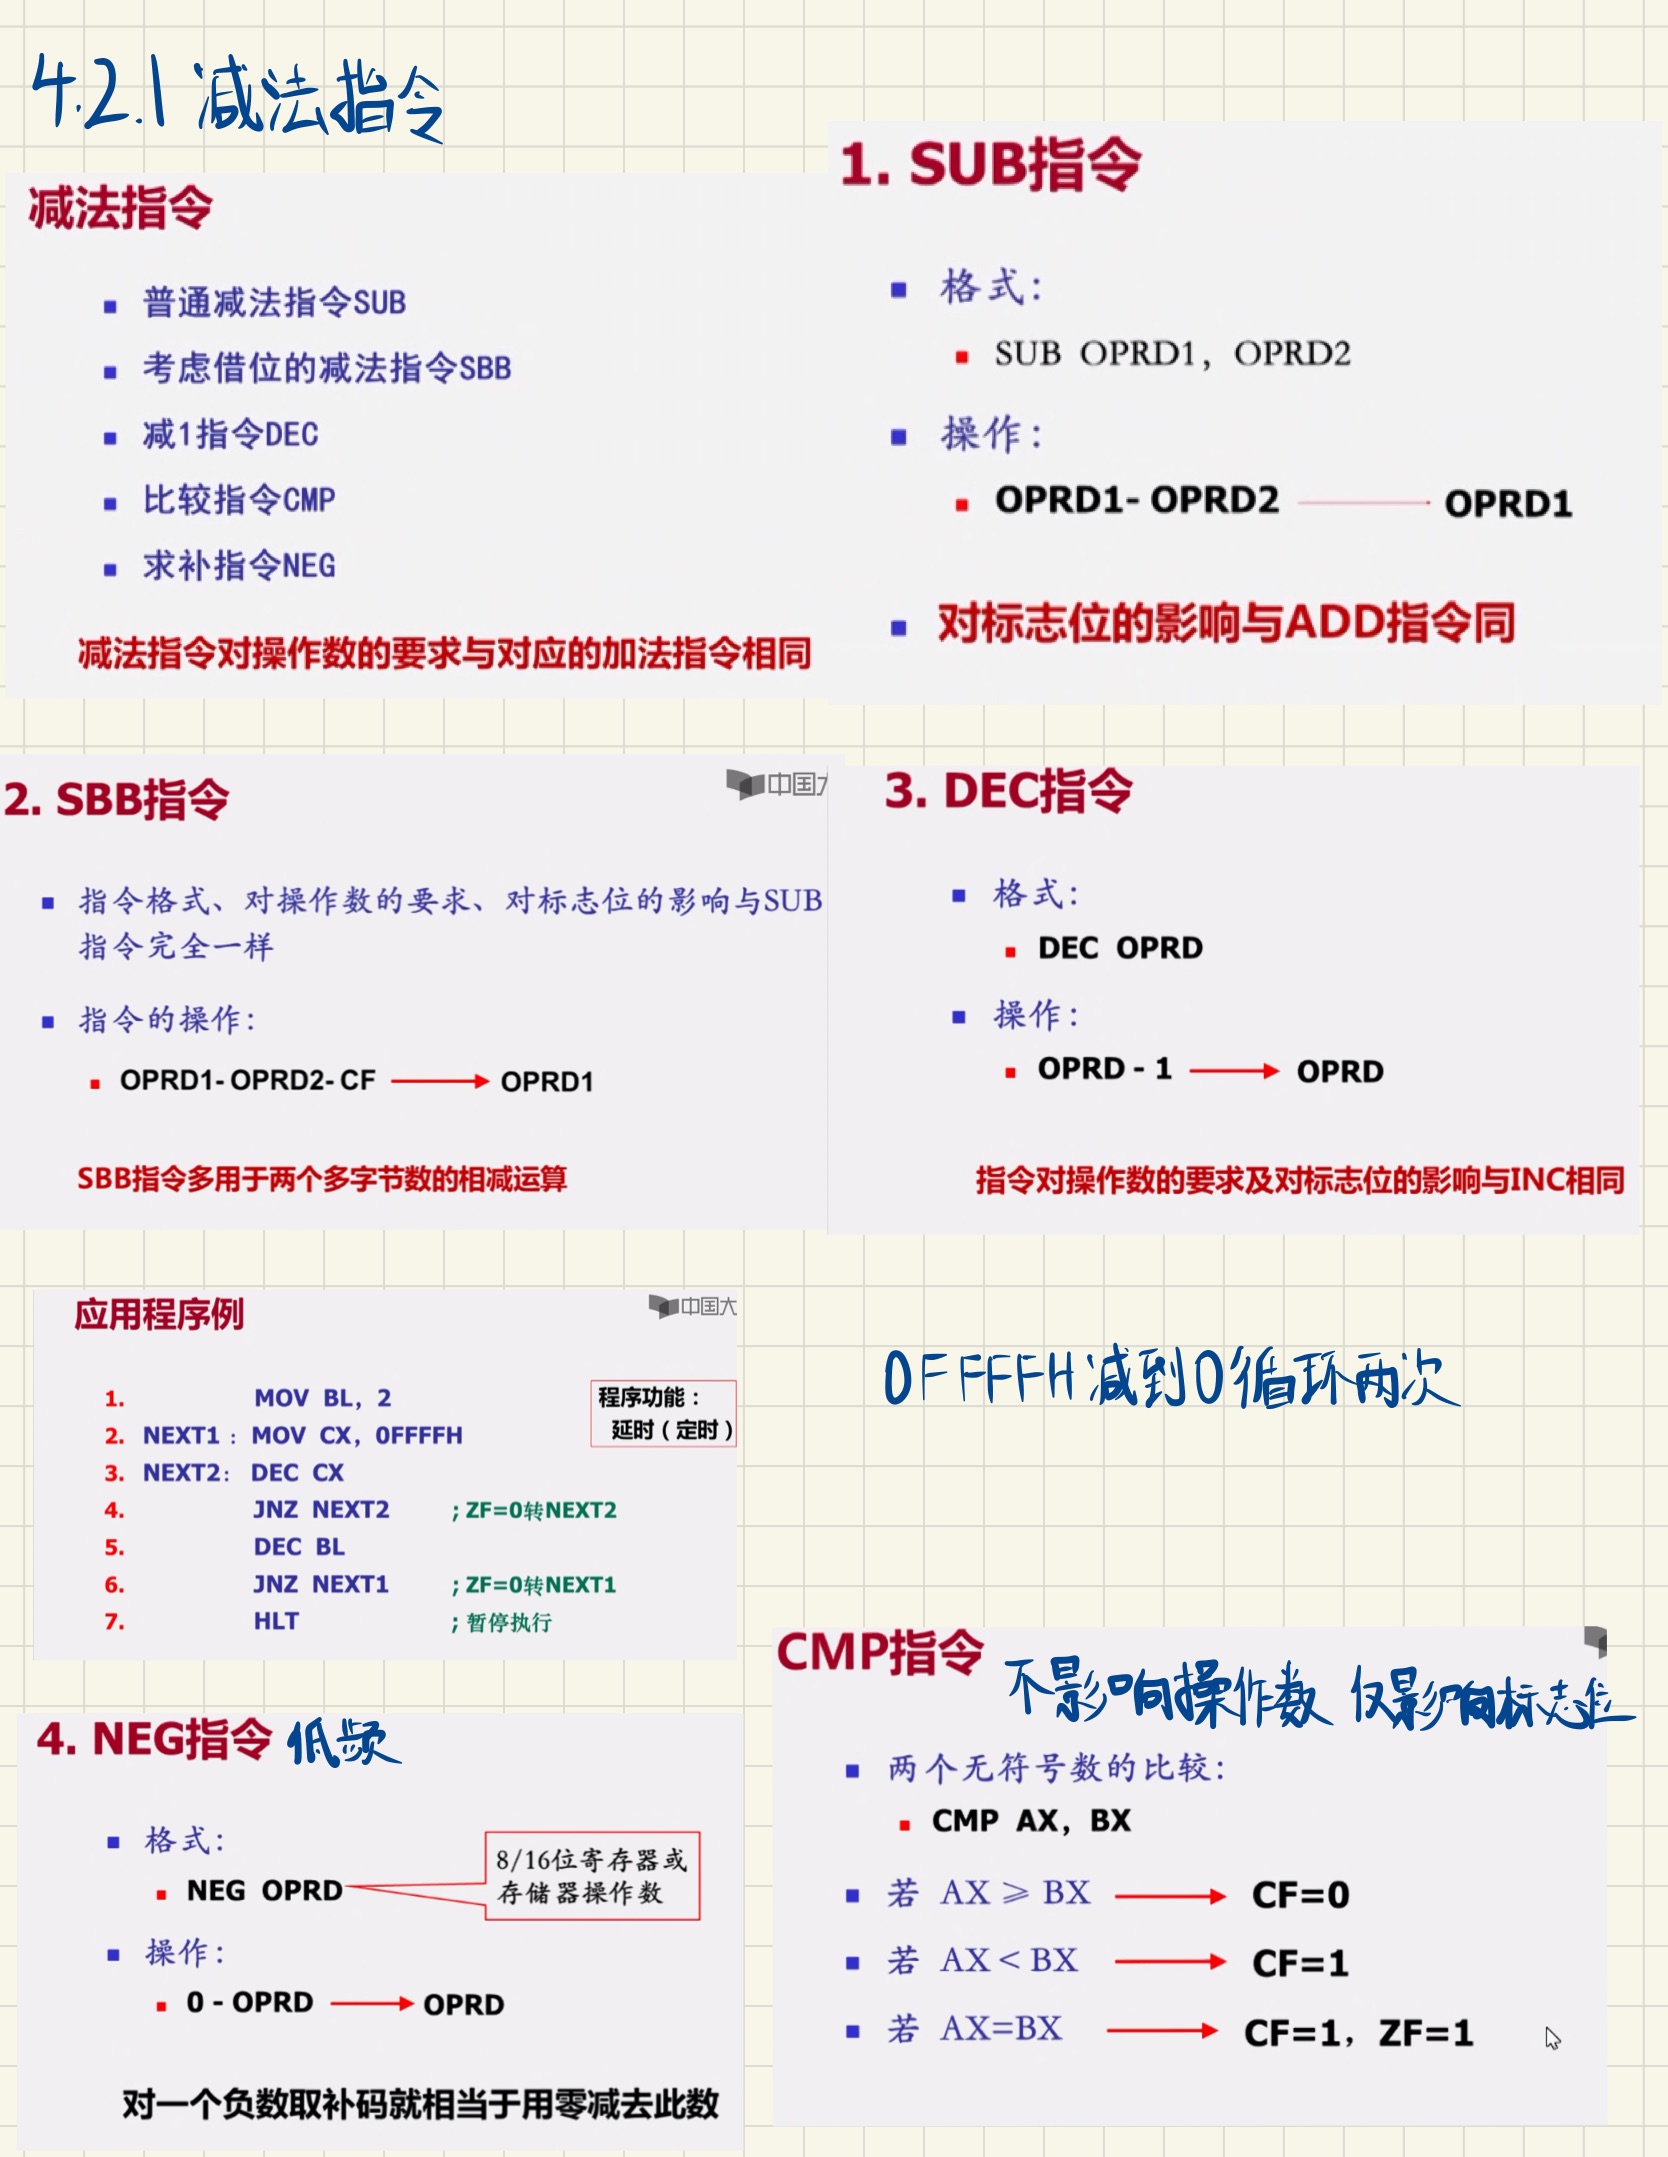 4.2.1 减法指令
减法指令
普通减法指令SUB
考虑借位的减法指令SBB
减1指令DEC
比较指令CMP
求补指令NEG
减法指令对操作数的要求与对应的加法指令相同
1. SUB指令
格式：
SUB OPRD1，OPRD2
操作：
OPRD1- OPRD2 OPRD1
对标志位的影响与ADD指令同
2. SBB指令
中国
指令格式、对操作数的要求、对标志位的影响与SUB
指令完全一样
指令的操作：
OPRD1- OPRD2- CF OPRD1
SBB指令多用于两个多字节数的相减运算
3. DEC指令
格式：
DEC OPRD
操作：
OPRD - 1 OPRD
指令对操作数的要求及对标志位的影响与INC相同
应用程序例
中国大
1. MOV BL，2
2. NEXT1：MOV CX，0FFFFH
3. NEXT2：DEC CX
4. JNZ NEXT2 ；ZF=0转NEXT2
5. DEC BL
6. JNZ NEXT1 ；ZF=0转NEXT1
7. HLT ；暂停执行
程序功能：
延时（定时）
0FFFFH减到0循环两次
4. NEG指令 低频
格式：
NEG OPRD
8/16位寄存器或
存储器操作数
操作：
0 - OPRD OPRD
对一个负数取补码就相当于用零减去此数
CMP指令
不影响操作数 仅影响标志位
两个无符号数的比较：
CMP AX，BX
若 AX ≥ BX CF=0
若 AX < BX CF=1
若 AX=BX CF=1，ZF=1